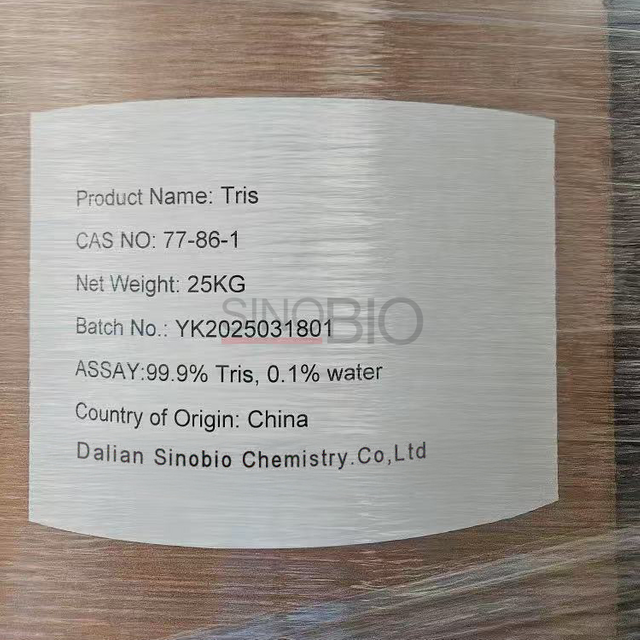 Product Name: Tris
CAS NO: 77-86-1
Net Weight: 25KG
SINOBIO
Batch No.: YK2025031801
ASSAY:99.9% Tris, 0.1% water
Country of Origin: China
Dalian Sinobio Chemistry.Co,Ltd